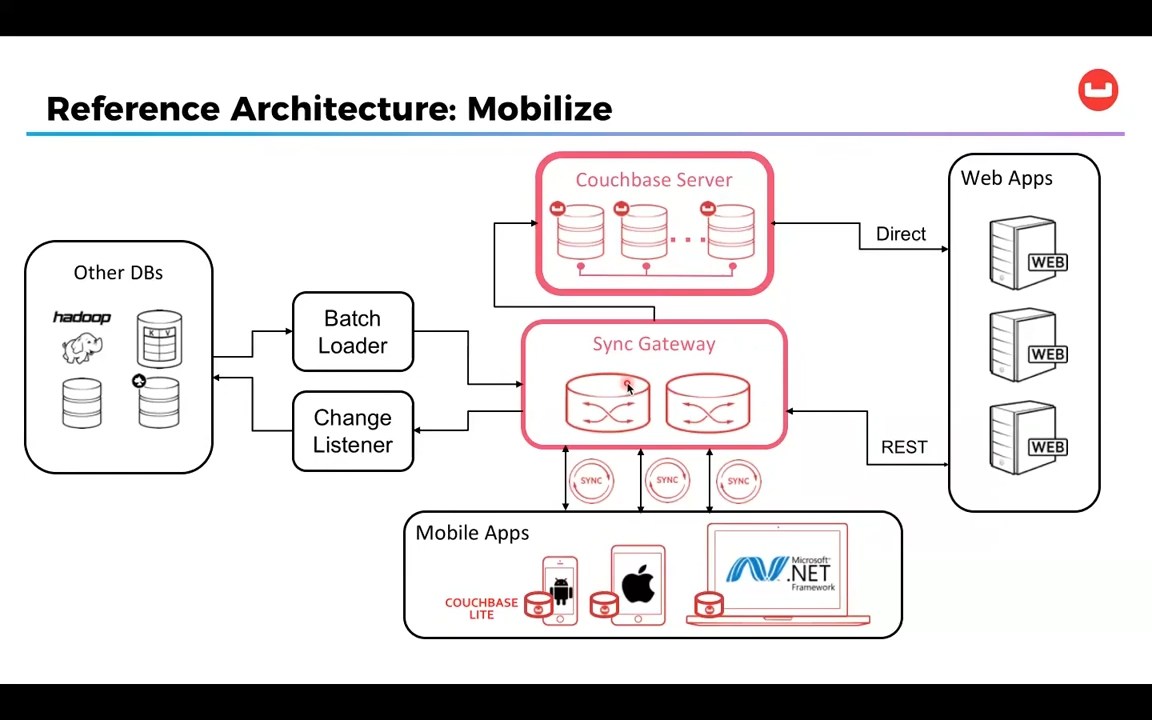 Reference Architecture: Mobilize
Couchbase Server
Web Apps
WEB
WEB
WEB
Direct
REST
Other DBs
hadoop
K V
Batch
Loader
Change
Listener
Sync Gateway
SYNC
SYNC
SYNC
Mobile Apps
COUCHBASE
LITE
Microsoft
.NET
Framework